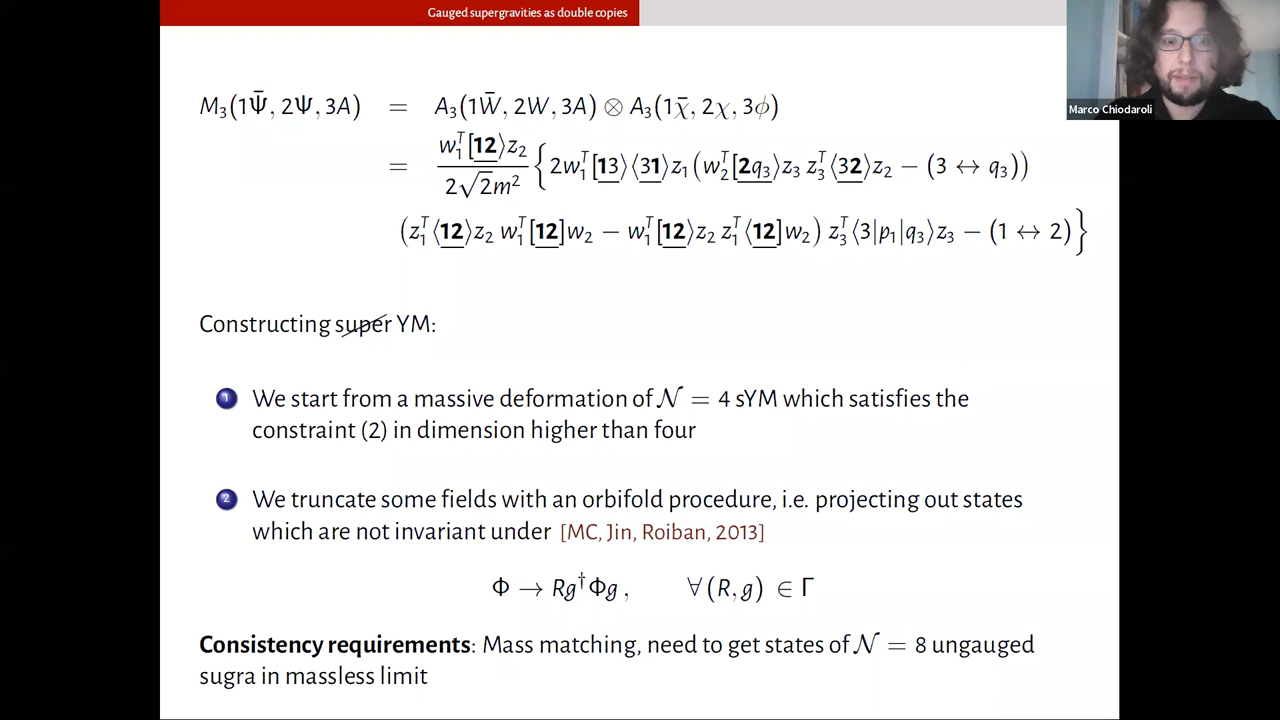 Gauged supergravities as double copies
Marco Chiodaroli
M₃(1Ψ̄, 2Ψ, 3A) = A₃(1W̄, 2W, 3A) ⊗ A₃(1χ̄, 2χ, 3ϕ)
= \frac{w₁ᵀ[12⟩z₂}{2√2m²} { 2w₁ᵀ[13⟩⟨31⟩z₁(w₂ᵀ[2q₃⟩z₃ z₃ᵀ⟨32⟩z₂ − (3 ↔ q₃))
(z₁ᵀ⟨12⟩z₂ w₁ᵀ[12]w₂ − w₁ᵀ[12⟩z₂ z₁ᵀ⟨12]w₂) z₃ᵀ⟨3|p₁|q₃⟩z₃ − (1 ↔ 2) }
Constructing super YM:
1 We start from a massive deformation of 𝒩 = 4 sYM which satisfies the
constraint (2) in dimension higher than four
2 We truncate some fields with an orbifold procedure, i.e. projecting out states
which are not invariant under [MC, Jin, Roiban, 2013]
Φ → Rg†Φg , ∀(R, g) ∈ Γ
Consistency requirements: Mass matching, need to get states of 𝒩 = 8 ungauged
sugra in massless limit